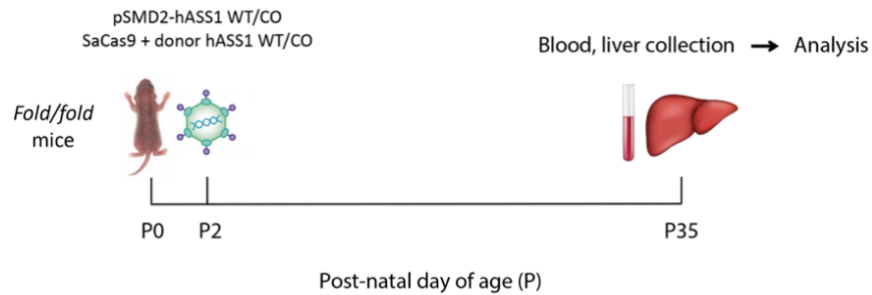 pSMD2-hASS1 WT/CO
SaCas9 + donor hASS1 WT/CO
Blood, liver collection → Analysis
Fold/fold
mice
P0 P2 P35
Post-natal day of age (P)